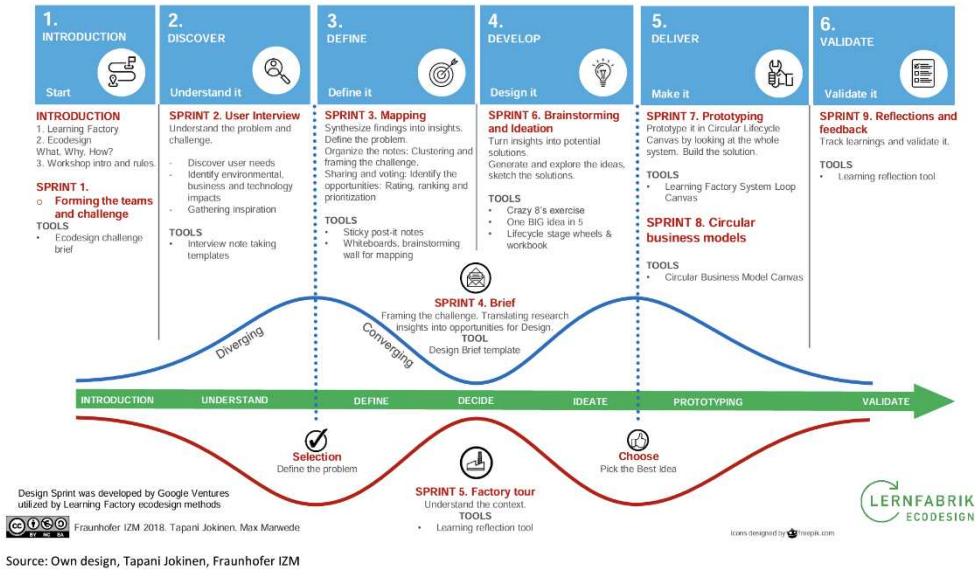 1.
INTRODUCTION
Start
2.
DISCOVER
Understand it
3.
DEFINE
Define it
4.
DEVELOP
Design it
5.
DELIVER
Make it
6.
VALIDATE
Validate it
INTRODUCTION
1. Learning Factory
2. Ecodesign
What, Why, How?
3. Workshop intro and rules.
SPRINT 1.
o Forming the teams
and challenge
TOOLS
• Ecodesign challenge
brief
SPRINT 2. User Interview
Understand the problem and
challenge.
- Discover user needs
- Identify environmental,
business and technology
impacts
- Gathering inspiration
TOOLS
• Interview note taking
templates
SPRINT 3. Mapping
Synthesize findings into insights.
Define the problem.
Organize the notes: Clustering and
framing the challenge.
Sharing and voting: Identify the
opportunities: Rating, ranking and
prioritization
TOOLS
• Sticky post-it notes
• Whiteboards, brainstorming
wall for mapping
SPRINT 6. Brainstorming
and Ideation
Turn insights into potential
solutions.
Generate and explore the ideas,
sketch the solutions.
TOOLS
• Crazy 8's exercise
• One BIG idea in 5
• Lifecycle stage wheels &
workbook
SPRINT 7. Prototyping
Prototype it in Circular Lifecycle
Canvas by looking at the whole
system. Build the solution.
TOOLS
• Learning Factory System Loop
Canvas
SPRINT 8. Circular
business models
TOOLS
• Circular Business Model Canvas
SPRINT 9. Reflections and
feedback
Track learnings and validate it.
TOOLS
• Learning reflection tool
SPRINT 4. Brief
Framing the challenge. Translating research
insights into opportunities for Design.
TOOL
Design Brief template
Diverging
Converging
INTRODUCTION UNDERSTAND DEFINE DECIDE IDEATE PROTOTYPING VALIDATE
Selection
Define the problem
Choose
Pick the Best Idea
SPRINT 5. Factory tour
Understand the context.
TOOLS
• Learning reflection tool
Design Sprint was developed by Google Ventures
utilized by Learning Factory ecodesign methods
cc BY NC SA Fraunhofer IZM 2018. Tapani Jokinen. Max Marwede
Icons designed by freepik.com
LERNFABRIK
ECODESIGN
Source: Own design, Tapani Jokinen, Fraunhofer IZM